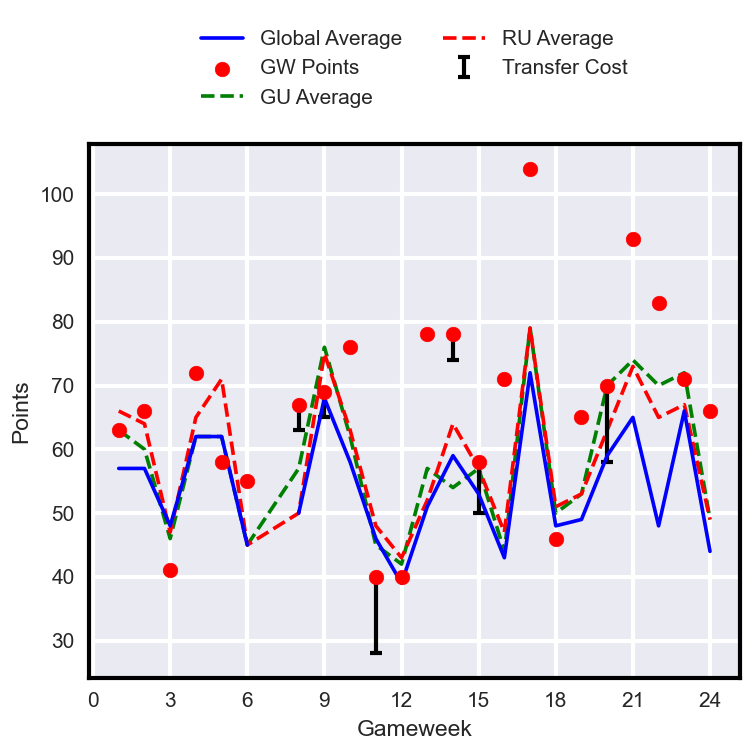 Global Average
GW Points
GU Average
RU Average
Transfer Cost
Points
100
90
80
70
60
50
40
30
0 3 6 9 12 15 18 21 24
Gameweek